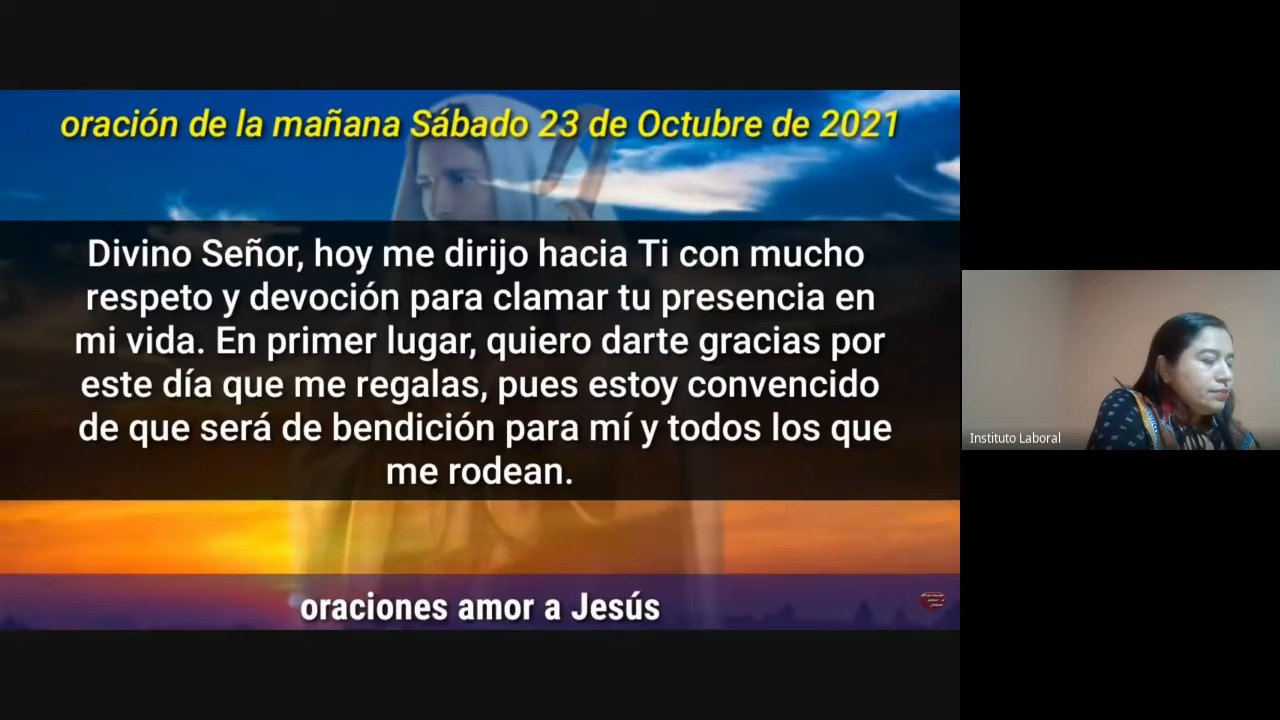 oración de la mañana Sábado 23 de Octubre de 2021
Divino Señor, hoy me dirijo hacia Ti con mucho
respeto y devoción para clamar tu presencia en
mi vida. En primer lugar, quiero darte gracias por
este día que me regalas, pues estoy convencido
de que será de bendición para mí y todos los que
me rodean.
oraciones amor a Jesús
Instituto Laboral